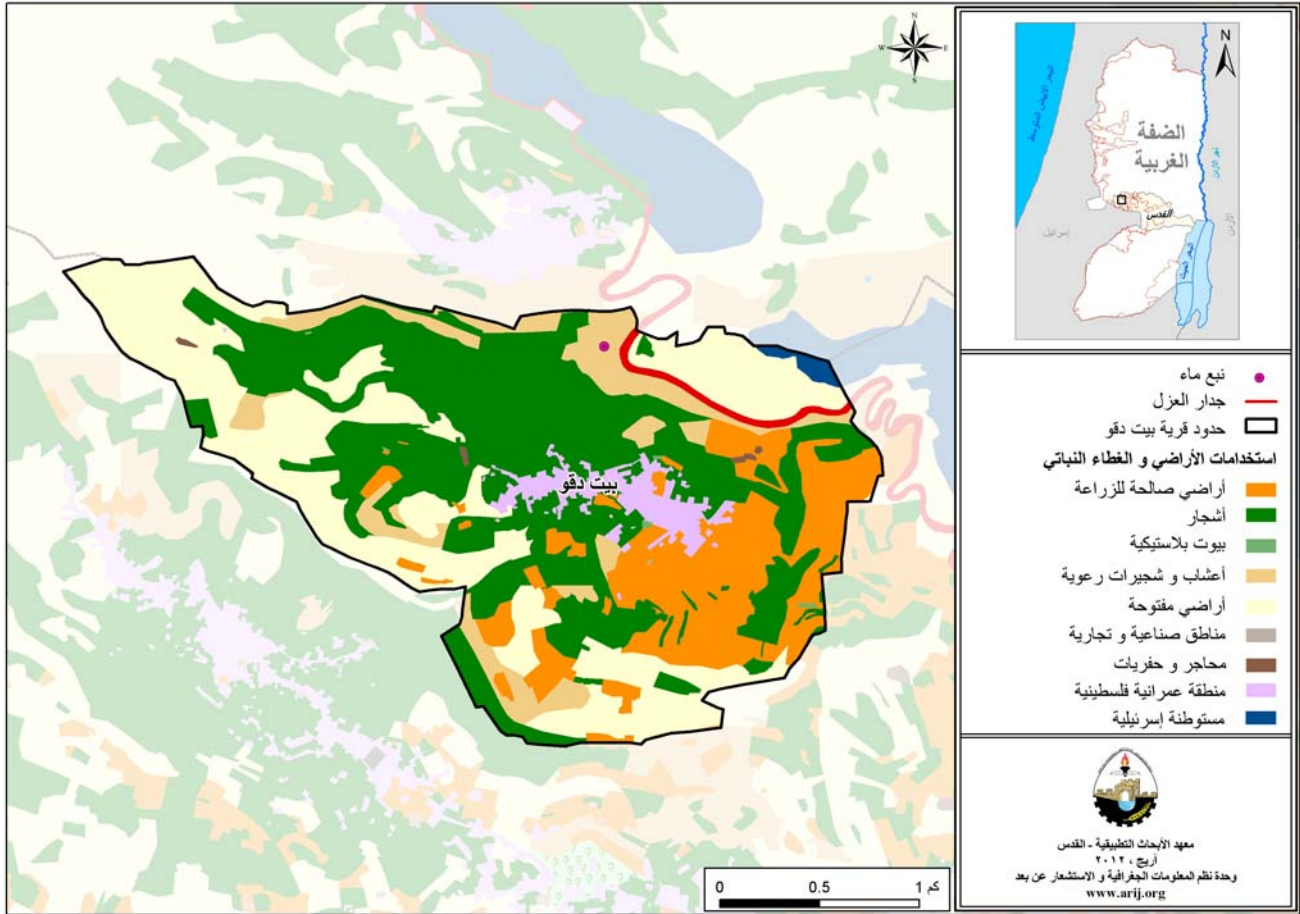 N
W
E
S
بيت دقو
0
0.5
1 كم
N
البحر الابيض المتوسط
الضفة
الغربية
نهر الأردن
القدس
إسرائيل
الأردن
البحر الميت
نبع ماء
جدار العزل
حدود قرية بيت دقو
استخدامات الأراضي و الغطاء النباتي
أراضي صالحة للزراعة
أشجار
بيوت بلاستيكية
أعشاب و شجيرات رعوية
أراضي مفتوحة
مناطق صناعية و تجارية
محاجر و حفريات
منطقة عمرانية فلسطينية
مستوطنة إسرئيلية
معهد الأبحاث التطبيقية - القدس
أريج ، ٢٠١٢
وحدة نظم المعلومات الجغرافية و الاستشعار عن بعد
www.arij.org